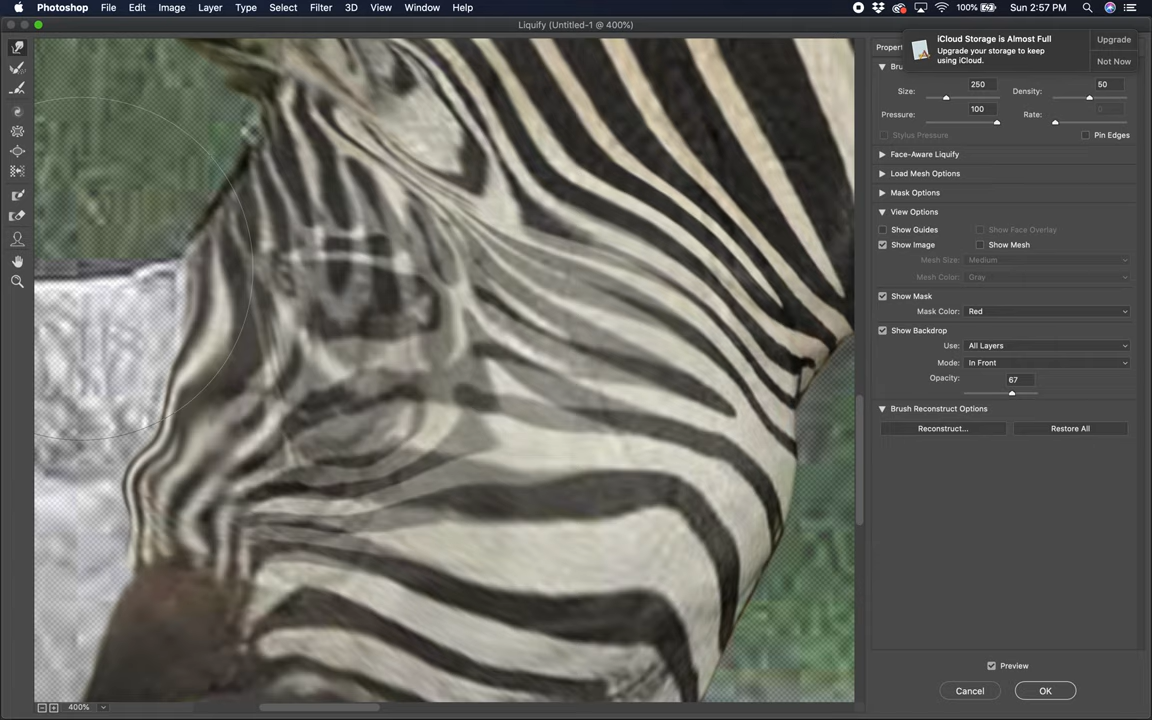 Photoshop File Edit Image Layer Type Select Filter 3D View Window Help 100% Sun 2:57 PM
Liquify (Untitled-1 @ 400%)
iCloud Storage is Almost Full
Upgrade your storage to keep
using iCloud.
Upgrade
Not Now
Size: 250 Density: 50
Pressure: 100 Rate: 0
Stylus Pressure Pin Edges
Face-Aware Liquify
Load Mesh Options
Mask Options
View Options
Show Guides Show Face Overlay
Show Image Show Mesh
Mesh Size: Medium
Mesh Color: Gray
Show Mask
Mask Color: Red
Show Backdrop
Use: All Layers
Mode: In Front
Opacity: 67
Brush Reconstruct Options
Reconstruct... Restore All
Preview
Cancel OK
400%